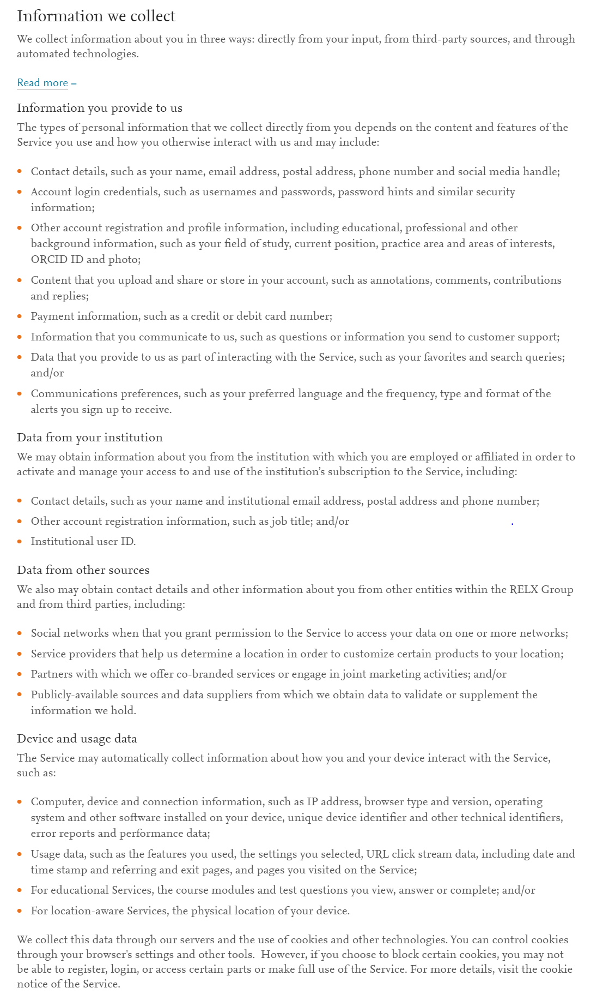 Information we collect
We collect information about you in three ways: directly from your input, from third-party sources, and through
automated technologies.
Read more –
Information you provide to us
The types of personal information that we collect directly from you depends on the content and features of the
Service you use and how you otherwise interact with us and may include:
• Contact details, such as your name, email address, postal address, phone number and social media handle;
• Account login credentials, such as usernames and passwords, password hints and similar security
information;
• Other account registration and profile information, including educational, professional and other
background information, such as your field of study, current position, practice area and areas of interests,
ORCID ID and photo;
• Content that you upload and share or store in your account, such as annotations, comments, contributions
and replies;
• Payment information, such as a credit or debit card number;
• Information that you communicate to us, such as questions or information you send to customer support;
• Data that you provide to us as part of interacting with the Service, such as your favorites and search queries;
and/or
• Communications preferences, such as your preferred language and the frequency, type and format of the
alerts you sign up to receive.
Data from your institution
We may obtain information about you from the institution with which you are employed or affiliated in order to
activate and manage your access to and use of the institution’s subscription to the Service, including:
• Contact details, such as your name and institutional email address, postal address and phone number;
• Other account registration information, such as job title; and/or
• Institutional user ID.
Data from other sources
We also may obtain contact details and other information about you from other entities within the RELX Group
and from third parties, including:
• Social networks when that you grant permission to the Service to access your data on one or more networks;
• Service providers that help us determine a location in order to customize certain products to your location;
• Partners with which we offer co-branded services or engage in joint marketing activities; and/or
• Publicly-available sources and data suppliers from which we obtain data to validate or supplement the
information we hold.
Device and usage data
The Service may automatically collect information about how you and your device interact with the Service,
such as:
• Computer, device and connection information, such as IP address, browser type and version, operating
system and other software installed on your device, unique device identifier and other technical identifiers,
error reports and performance data;
• Usage data, such as the features you used, the settings you selected, URL click stream data, including date and
time stamp and referring and exit pages, and pages you visited on the Service;
• For educational Services, the course modules and test questions you view, answer or complete; and/or
• For location-aware Services, the physical location of your device.
We collect this data through our servers and the use of cookies and other technologies. You can control cookies
through your browser's settings and other tools.  However, if you choose to block certain cookies, you may not
be able to register, login, or access certain parts or make full use of the Service. For more details, visit the cookie
notice of the Service.